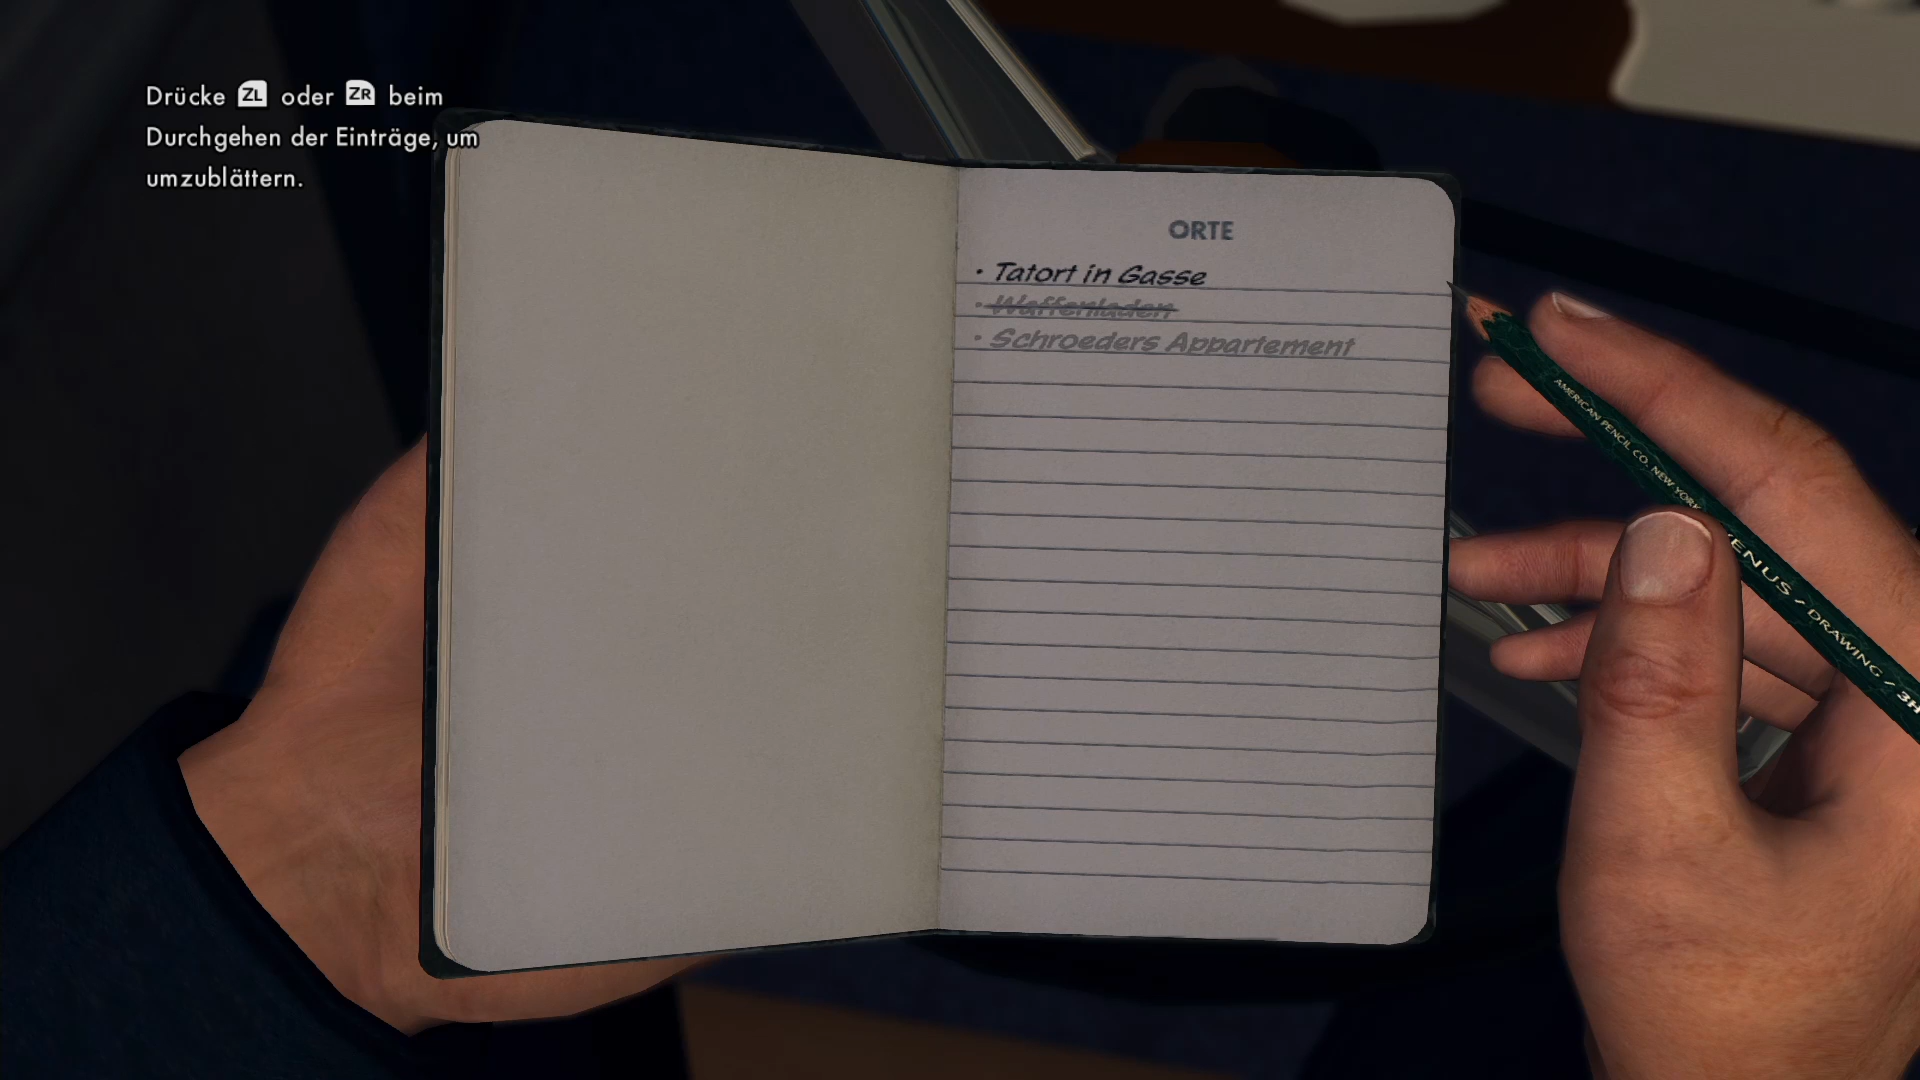 Drücke ZL oder ZR beim
Durchgehen der Einträge, um
umzublättern.
ORTE
• Tatort in Gasse
• Waffenladen
• Schroeders Appartement
AMERICAN PENCIL CO. NEW YORK
VENUS / DRAWING / 3H